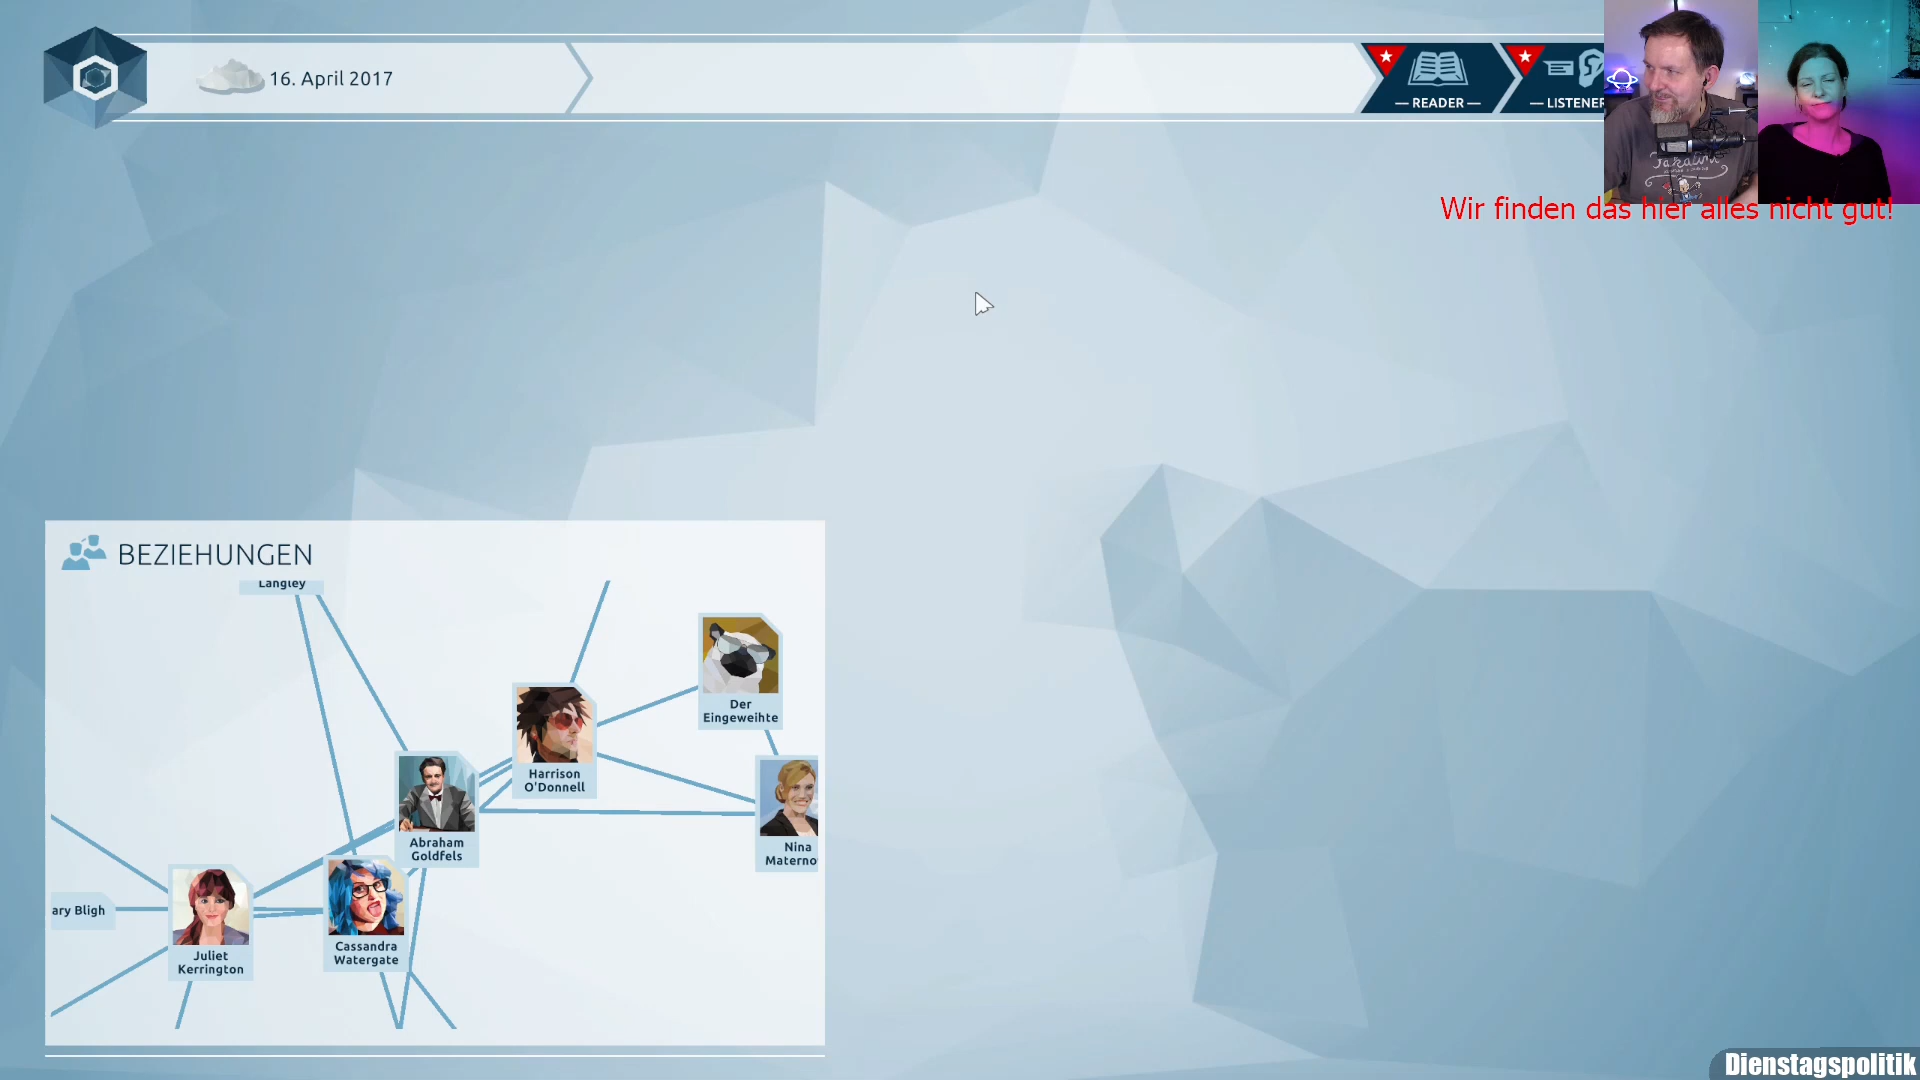 16. April 2017
— READER —
— LISTENER
Wir finden das hier alles nicht gut!
BEZIEHUNGEN
Langley
Der
Eingeweihte
Harrison
O'Donnell
Abraham
Goldfels
Nina
Materno
ary Bligh
Juliet
Kerrington
Cassandra
Watergate
Dienstagspolitik